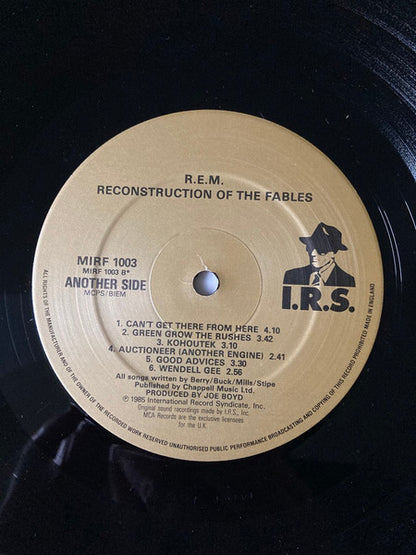 R.E.M.
RECONSTRUCTION OF THE FABLES
MIRF 1003
MIRF 1003 B*
ANOTHER SIDE
MCPS/BIEM
I.R.S.
1. CAN'T GET THERE FROM HERE 4.10
2. GREEN GROW THE RUSHES 3.42
3. KOHOUTEK 3.10
4. AUCTIONEER (ANOTHER ENGINE) 2.41
5. GOOD ADVICES 3.30
6. WENDELL GEE 2.56
All songs written by Berry/Buck/Mills/Stipe
Published by Chappell Music Ltd.
PRODUCED BY JOE BOYD
℗ 1985 International Record Syndicate, Inc.
Original sound recordings made by I.R.S., Inc.
MCA Records are the exclusive licensees
for the U.K.
ALL RIGHTS OF THE MANUFACTURER AND OF THE OWNER OF THE RECORDED WORK RESERVED UNAUTHORISED PUBLIC PERFORMANCE BROADCASTING AND COPYING OF THIS RECORD PROHIBITED MADE IN ENGLAND